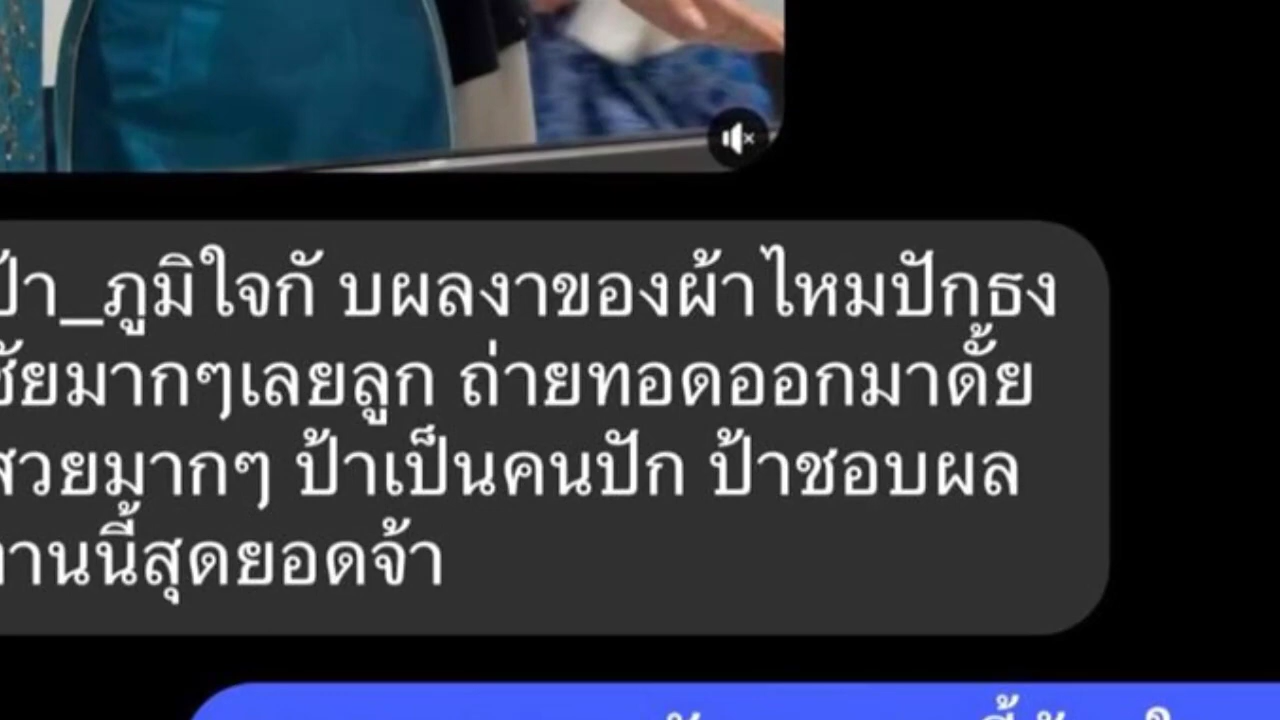 ป้า_ภูมิใจกั บผลงาของผ้าไหมปักธง
ชัยมากๆเลยลูก ถ่ายทอดออกมาดั้ย
สวยมากๆ ป้าเป็นคนปัก ป้าชอบผล
งานนี้สุดยอดจ้า